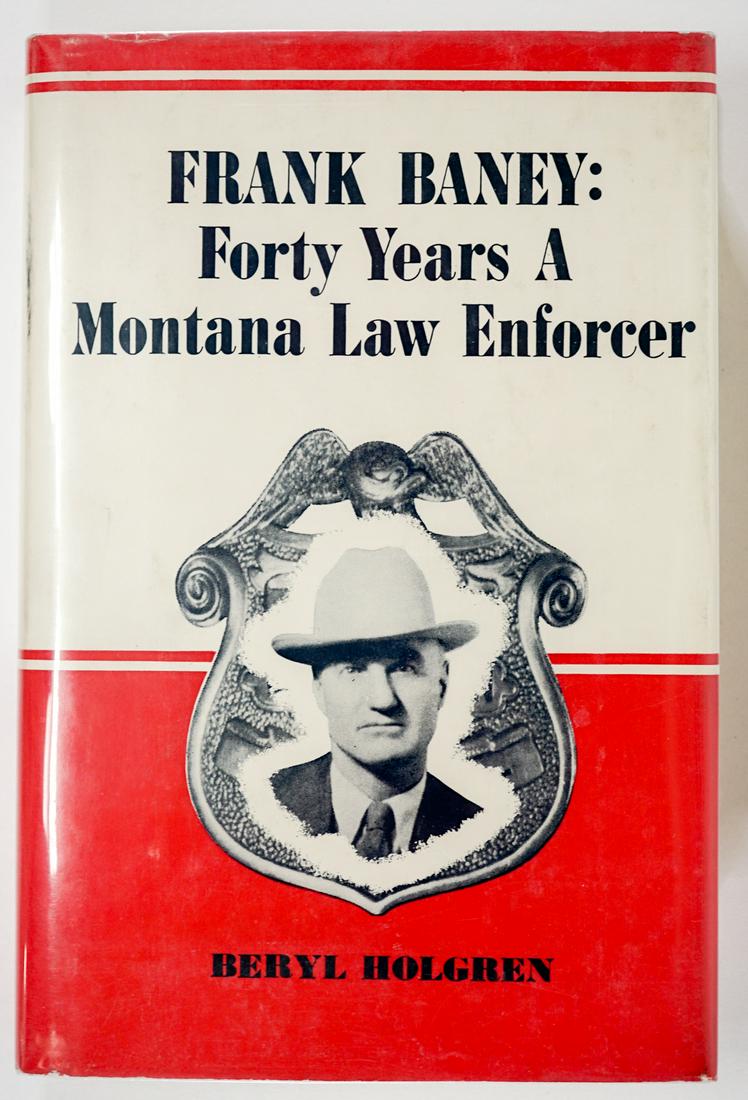 FRANK BANEY:
Forty Years A
Montana Law Enforcer
BERYL HOLGREN